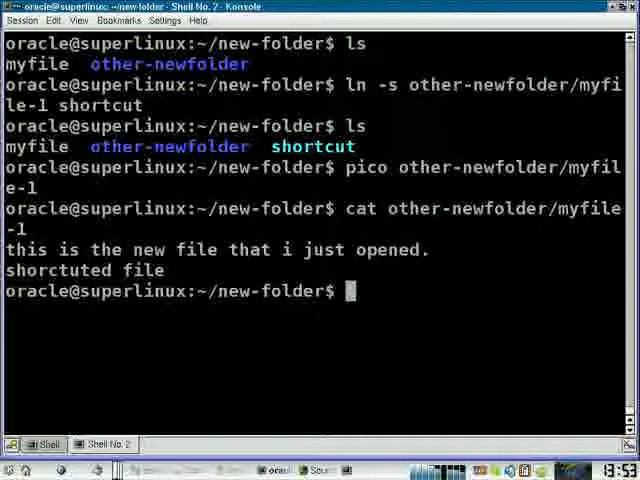 oracle@superlinux: ~/new-folder - Shell No. 2 - Konsole
Session Edit View Bookmarks Settings Help
oracle@superlinux:~/new-folder$ ls
myfile other-newfolder
oracle@superlinux:~/new-folder$ ln -s other-newfolder/myfi
le-1 shortcut
oracle@superlinux:~/new-folder$ ls
myfile other-newfolder shortcut
oracle@superlinux:~/new-folder$ pico other-newfolder/myfil
e-1
oracle@superlinux:~/new-folder$ cat other-newfolder/myfile
-1
this is the new file that i just opened.
shorctuted file
oracle@superlinux:~/new-folder$
Shell Shell No. 2
13:53